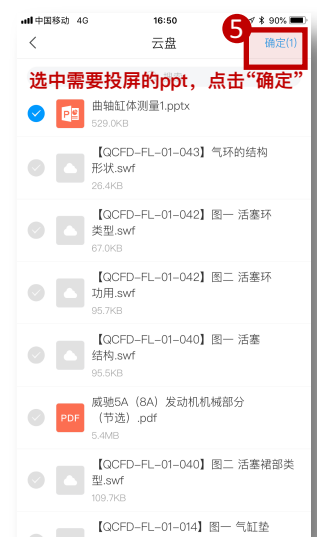 中国移动 4G 16:50 90%
5
云盘 确定(1)
选中需要投屏的ppt，点击“确定”
曲轴缸体测量1.pptx
529.0KB
【QCFD-FL-01-043】气环的结构
形状.swf
26.4KB
【QCFD-FL-01-042】图一 活塞环
类型.swf
67.0KB
【QCFD-FL-01-042】图二 活塞环
功用.swf
95.7KB
【QCFD-FL-01-040】图一 活塞
结构.swf
95.5KB
PDF
威驰5A（8A）发动机机械部分
（节选）.pdf
5.4MB
【QCFD-FL-01-040】图二 活塞裙部类
型.swf
109.7KB
【QCFD-FL-01-014】图一 气缸垫